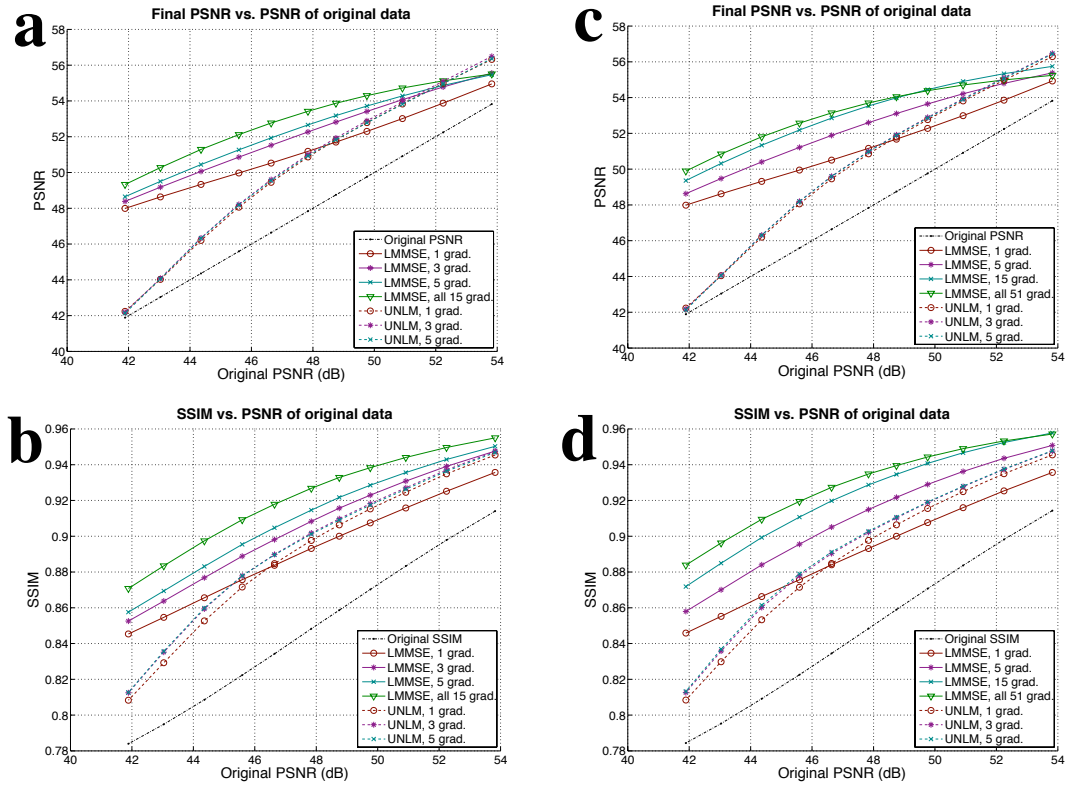 a
Final PSNR vs. PSNR of original data
58
56
54
52
50
48
46
44
42
40
PSNR
40 42 44 46 48 50 52 54
Original PSNR (dB)
Original PSNR
LMMSE, 1 grad.
LMMSE, 3 grad.
LMMSE, 5 grad.
LMMSE, all 15 grad.
UNLM, 1 grad.
UNLM, 3 grad.
UNLM, 5 grad.
c
Final PSNR vs. PSNR of original data
58
56
54
52
50
48
46
44
42
40
PSNR
40 42 44 46 48 50 52 54
Original PSNR (dB)
Original PSNR
LMMSE, 1 grad.
LMMSE, 5 grad.
LMMSE, 15 grad.
LMMSE, all 51 grad.
UNLM, 1 grad.
UNLM, 3 grad.
UNLM, 5 grad.
b
SSIM vs. PSNR of original data
0.96
0.94
0.92
0.9
0.88
0.86
0.84
0.82
0.8
0.78
SSIM
40 42 44 46 48 50 52 54
Original PSNR (dB)
Original SSIM
LMMSE, 1 grad.
LMMSE, 3 grad.
LMMSE, 5 grad.
LMMSE, all 15 grad.
UNLM, 1 grad.
UNLM, 3 grad.
UNLM, 5 grad.
d
SSIM vs. PSNR of original data
0.96
0.94
0.92
0.9
0.88
0.86
0.84
0.82
0.8
0.78
SSIM
40 42 44 46 48 50 52 54
Original PSNR (dB)
Original SSIM
LMMSE, 1 grad.
LMMSE, 5 grad.
LMMSE, 15 grad.
LMMSE, all 51 grad.
UNLM, 1 grad.
UNLM, 3 grad.
UNLM, 5 grad.